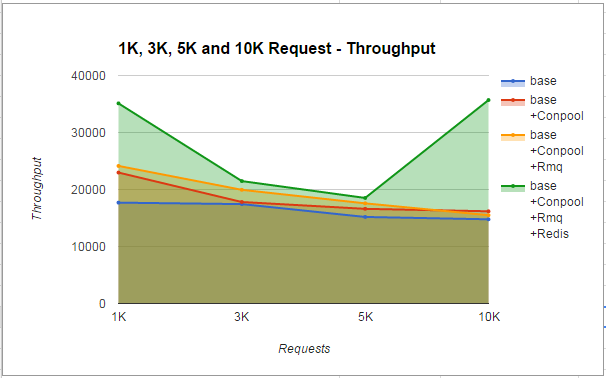 1K, 3K, 5K and 10K Request - Throughput
40000
30000
20000
10000
0
Throughput
1K
3K
5K
10K
Requests
base
base
+Conpool
base
+Conpool
+Rmq
base
+Conpool
+Rmq
+Redis